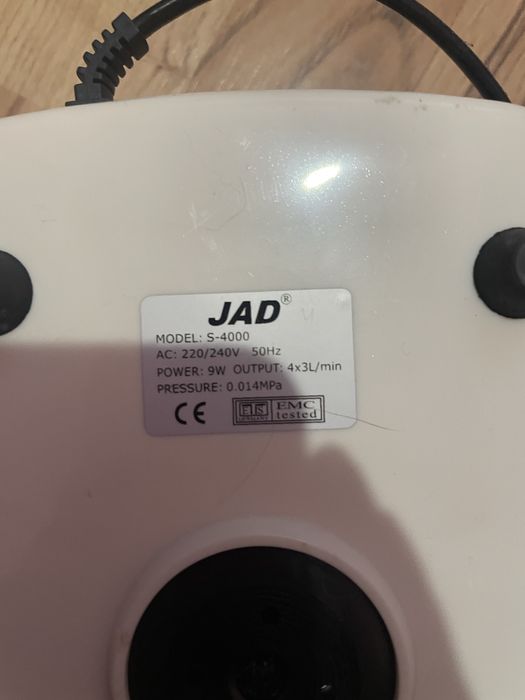 JAD®
MODEL: S-4000
AC: 220/240V 50Hz
POWER: 9W OUTPUT: 4x3L/min
PRESSURE: 0.014MPa
CE EMC
tested